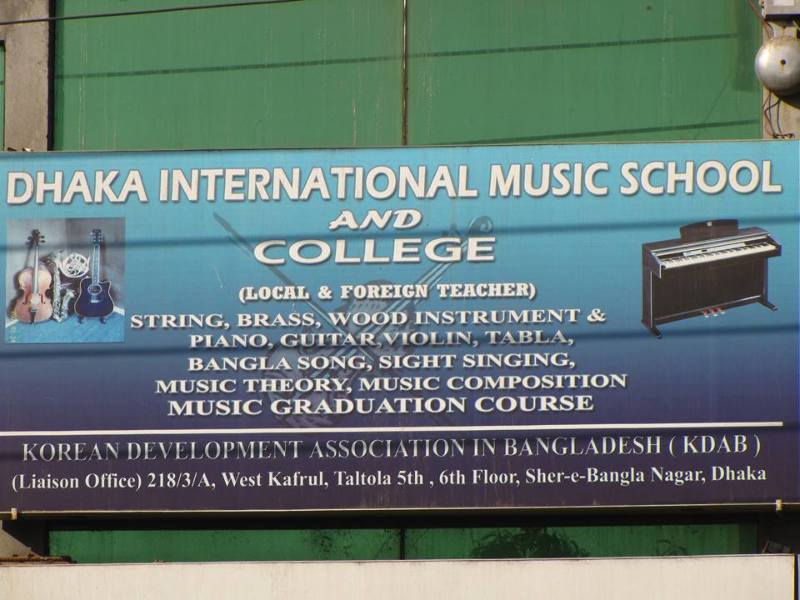 DHAKA INTERNATIONAL MUSIC SCHOOL
AND
COLLEGE
(LOCAL & FOREIGN TEACHER)
STRING, BRASS, WOOD INSTRUMENT &
PIANO, GUITAR,VIOLIN, TABLA,
BANGLA SONG, SIGHT SINGING,
MUSIC THEORY, MUSIC COMPOSITION
MUSIC GRADUATION COURSE
KOREAN DEVELOPMENT ASSOCIATION IN BANGLADESH ( KDAB )
(Liaison Office) 218/3/A, West Kafrul, Taltola 5th , 6th Floor, Sher-e-Bangla Nagar, Dhaka